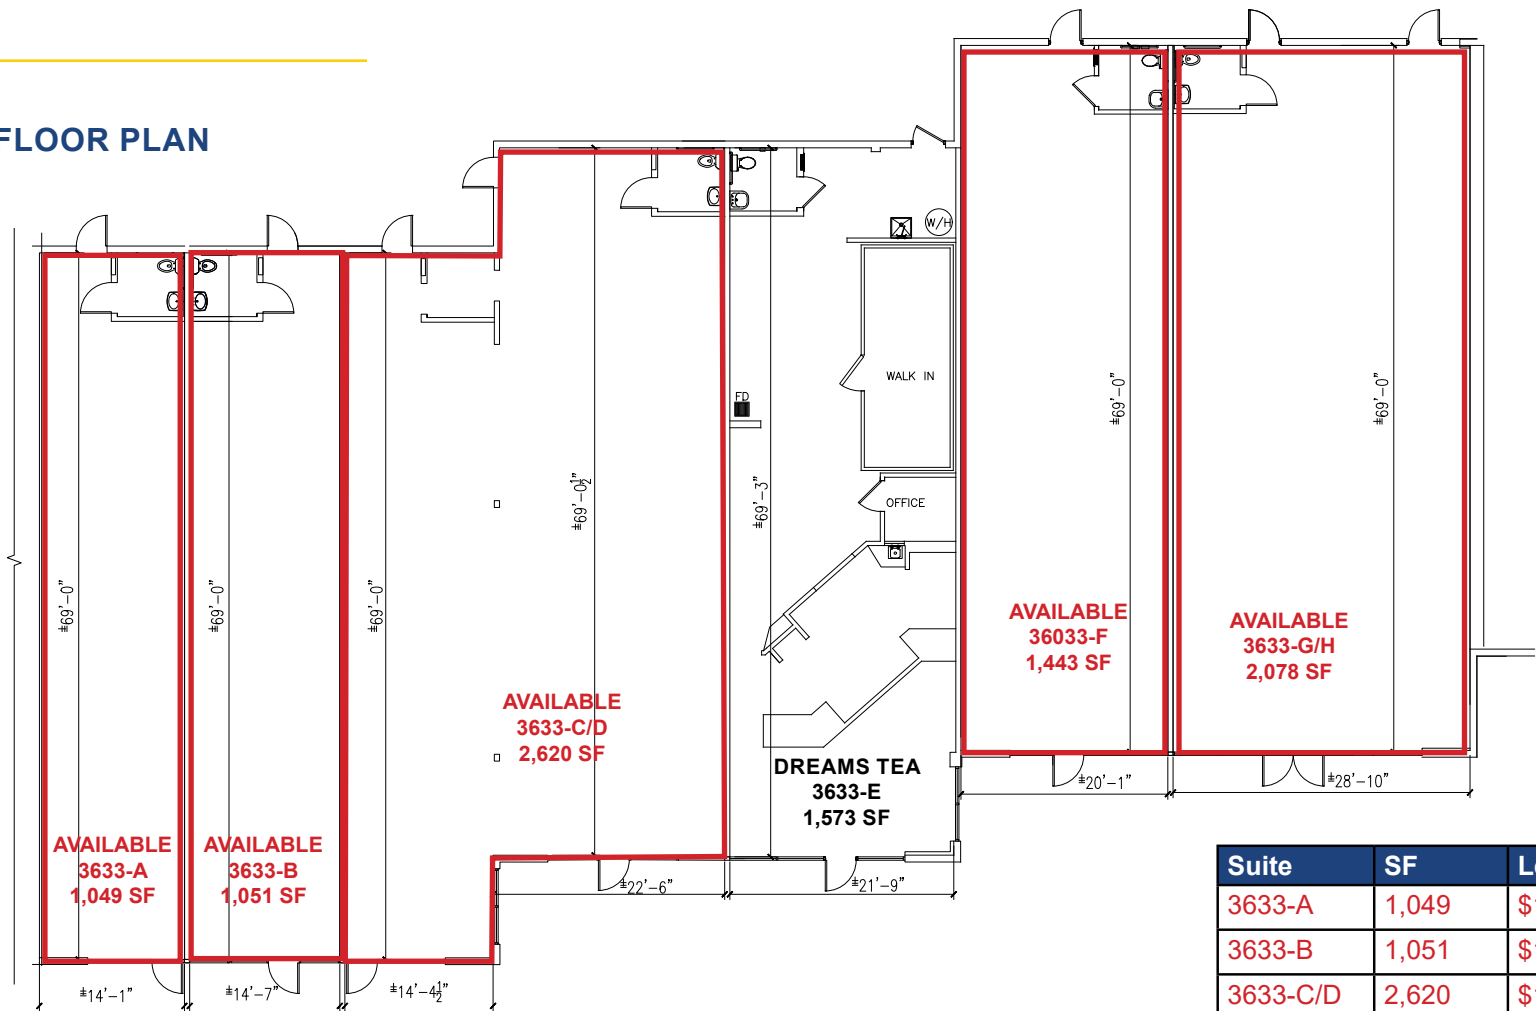 FLOOR PLAN
W/H
WALK IN
FD
OFFICE
±69'-0"
±69'-0"
±69'-0"
±69'-0½"
±69'-3"
±69'-0"
±69'-0"
AVAILABLE
36033-F
1,443 SF
AVAILABLE
3633-G/H
2,078 SF
AVAILABLE
3633-C/D
2,620 SF
DREAMS TEA
3633-E
1,573 SF
AVAILABLE
3633-A
1,049 SF
AVAILABLE
3633-B
1,051 SF
±20'-1"
±28'-10"
±22'-6"
±21'-9"
±14'-1"
±14'-7"
±14'-4½"
Suite SF
3633-A 1,049
3633-B 1,051
3633-C/D 2,620